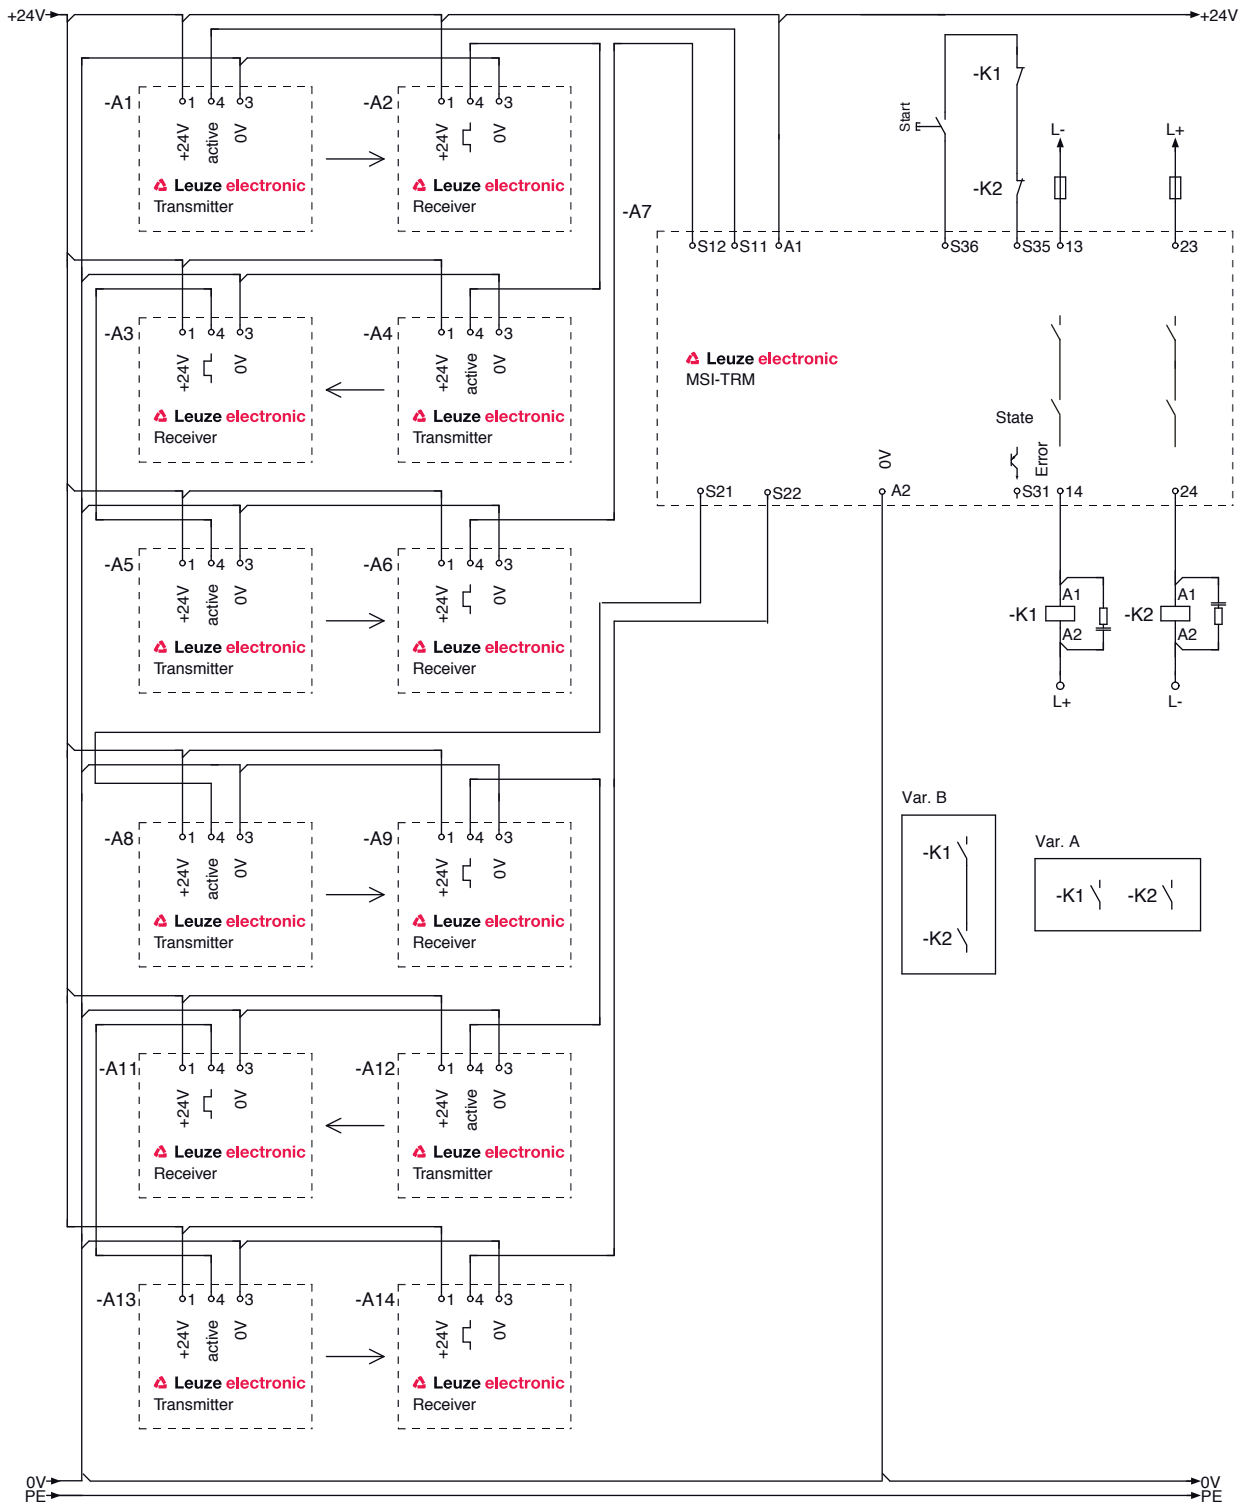 +24V
+24V
-A1
1 4 3
+24V
active
0V
Leuze electronic
Transmitter
-A2
1 4 3
+24V
0V
Leuze electronic
Receiver
-K1
Start
-K2
L-
L+
-A7
S12 S11 A1 S36 S35 13 23
Leuze electronic
MSI-TRM
State
Error
0V
S21 S22 A2 S31 14 24
-A3
1 4 3
+24V
0V
Leuze electronic
Receiver
-A4
1 4 3
+24V
active
0V
Leuze electronic
Transmitter
-A5
1 4 3
+24V
active
0V
Leuze electronic
Transmitter
-A6
1 4 3
+24V
0V
Leuze electronic
Receiver
-K1
A1
A2
L+
-K2
A1
A2
L-
-A8
1 4 3
+24V
active
0V
Leuze electronic
Transmitter
-A9
1 4 3
+24V
0V
Leuze electronic
Receiver
Var. B
-K1
-K2
Var. A
-K1 -K2
-A11
1 4 3
+24V
0V
Leuze electronic
Receiver
-A12
1 4 3
+24V
active
0V
Leuze electronic
Transmitter
-A13
1 4 3
+24V
active
0V
Leuze electronic
Transmitter
-A14
1 4 3
+24V
0V
Leuze electronic
Receiver
0V
0V
PE
PE